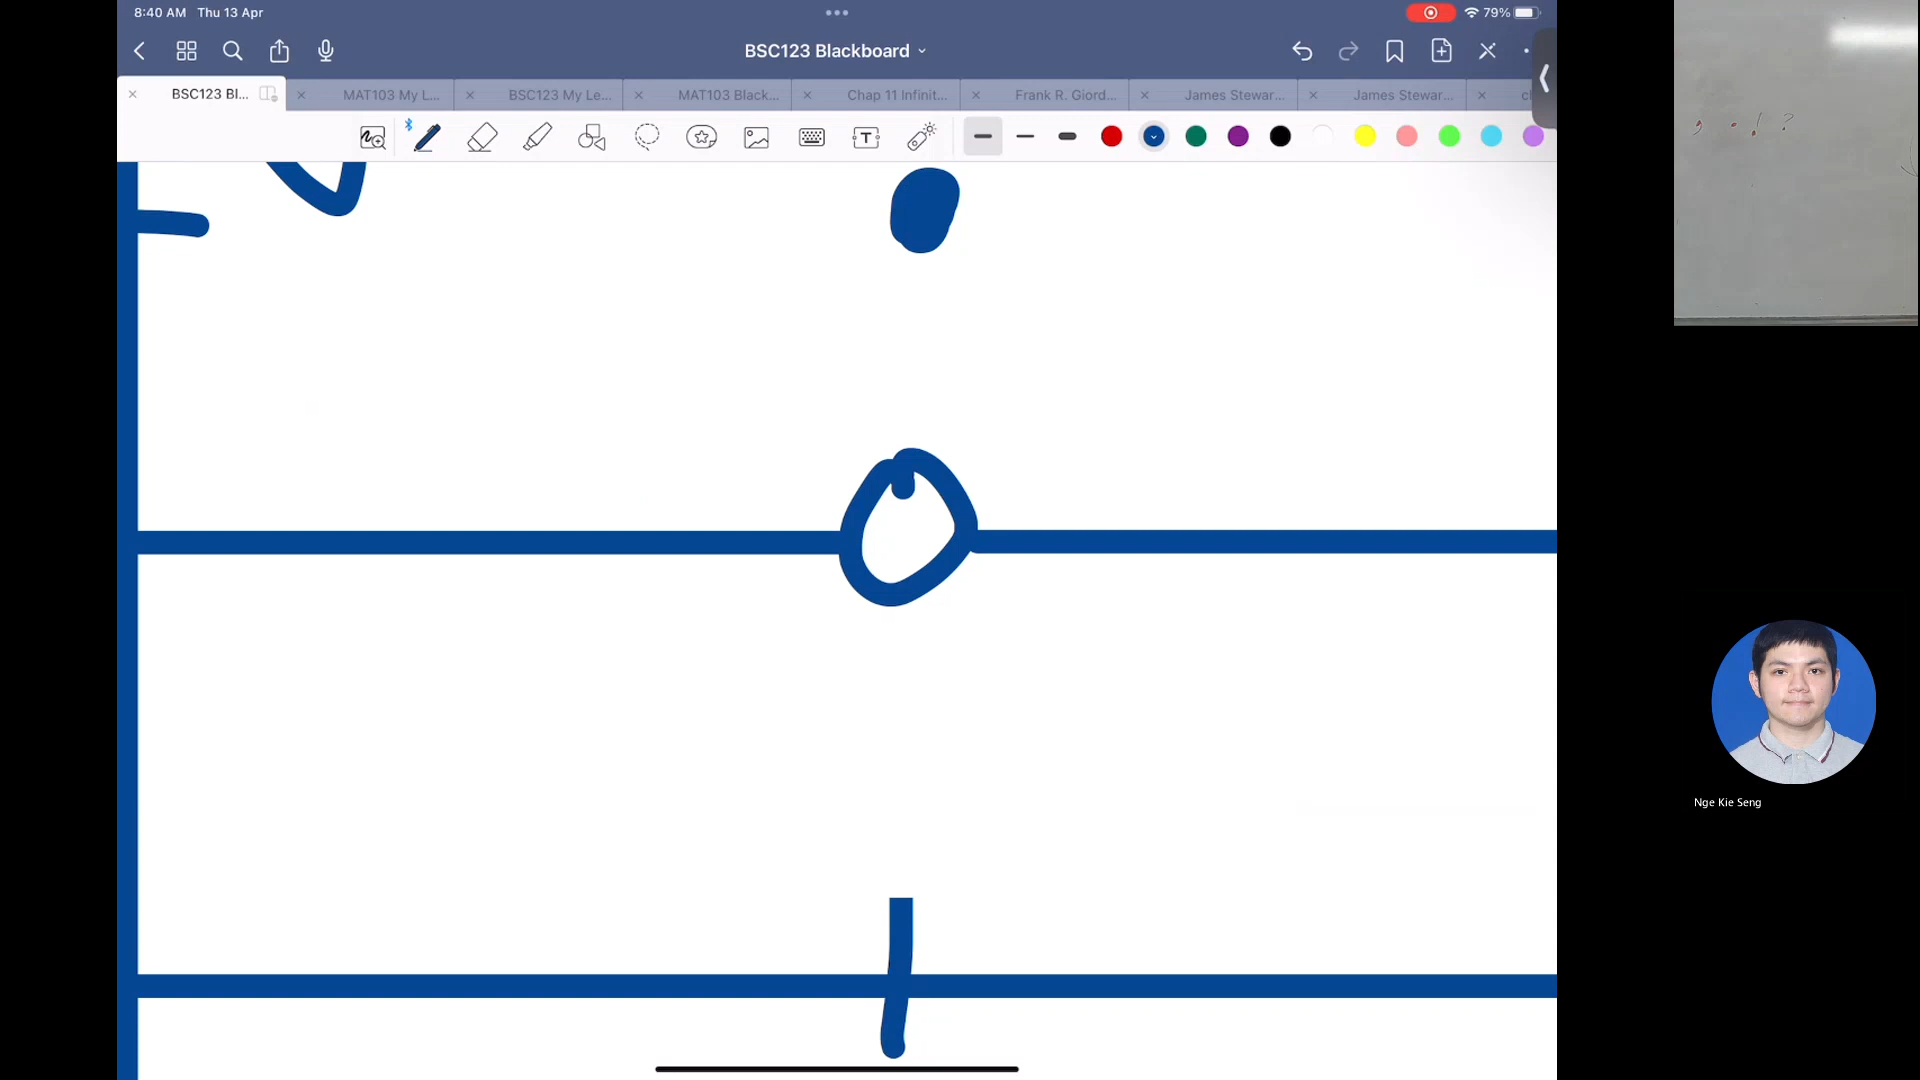 8:40 AM Thu 13 Apr
79%
BSC123 Blackboard
BSC123 Bl...
MAT103 My L...
BSC123 My Le...
MAT103 Black...
Chap 11 Infinit...
Frank R. Giord...
James Stewar...
James Stewar...
T
, . ! ?
Nge Kie Seng